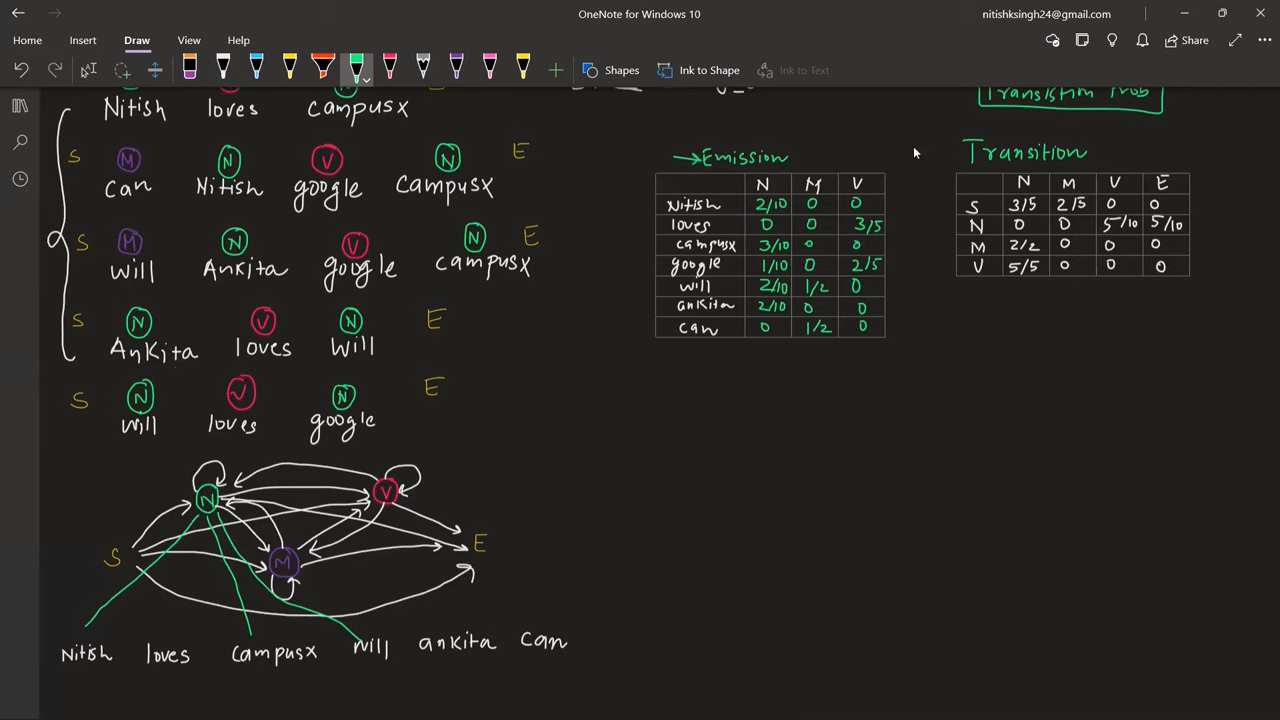 OneNote for Windows 10
nitishksingh24@gmail.com
Home Insert Draw View Help
Share
Shapes
Ink to Shape
Ink to Text
Nitish loves campusx
S M N V N E
can Nitish google campusx
S M N V N E
will Ankita google campusx
S N V N E
Ankita loves will
S N V N E
will loves google
N V
S M E
Nitish loves campusx will ankita can
→Emission
N M V
Nitish 2/10 0 0
loves 0 0 3/5
campusx 3/10 0 0
google 1/10 0 2/5
will 2/10 1/2 0
ankita 2/10 0 0
can 0 1/2 0
Transition
N M V E
S 3/5 2/5 0 0
N 0 0 5/10 5/10
M 2/2 0 0 0
V 5/5 0 0 0